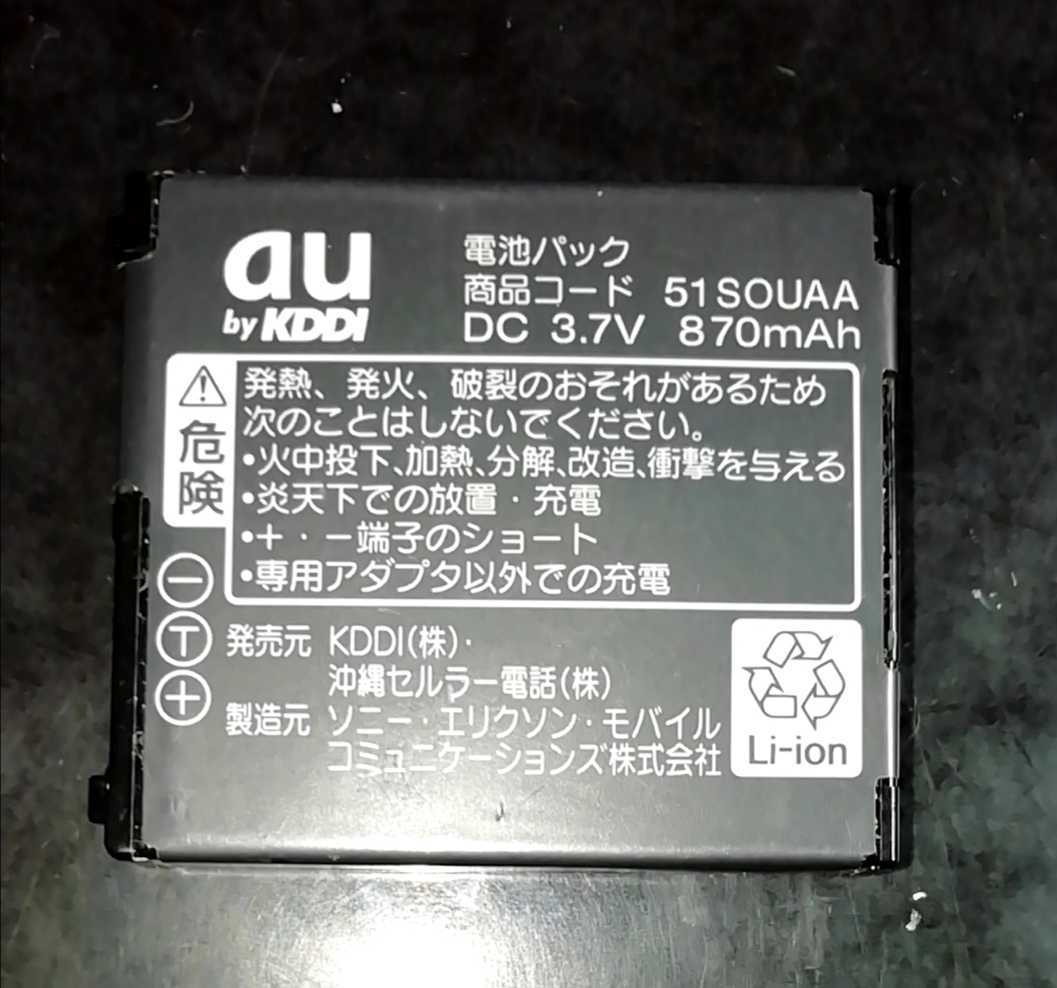 au
by KDDI
電池パック
商品コード 51SOUAA
DC 3.7V 870mAh
危険
発熱、発火、破裂のおそれがあるため
次のことはしないでください。
•火中投下、加熱、分解、改造、衝撃を与える
•炎天下での放置・充電
•＋・－端子のショート
•専用アダプタ以外での充電
－
T
＋
発売元 KDDI(株)・
沖縄セルラー電話(株)
製造元 ソニー・エリクソン・モバイル
コミュニケーションズ株式会社
Li-ion